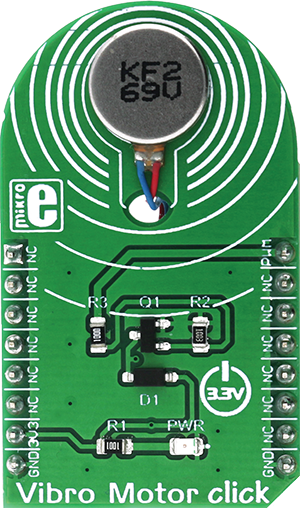 KF2
69V
mikro
e
NC
PWM
NC
NC
NC
NC
R3
Q1
R2
NC
NC
D1
3.3V
NC
NC
NC
NC
3V3
R1
1001
PWR
NC
GND
GND
Vibro Motor click